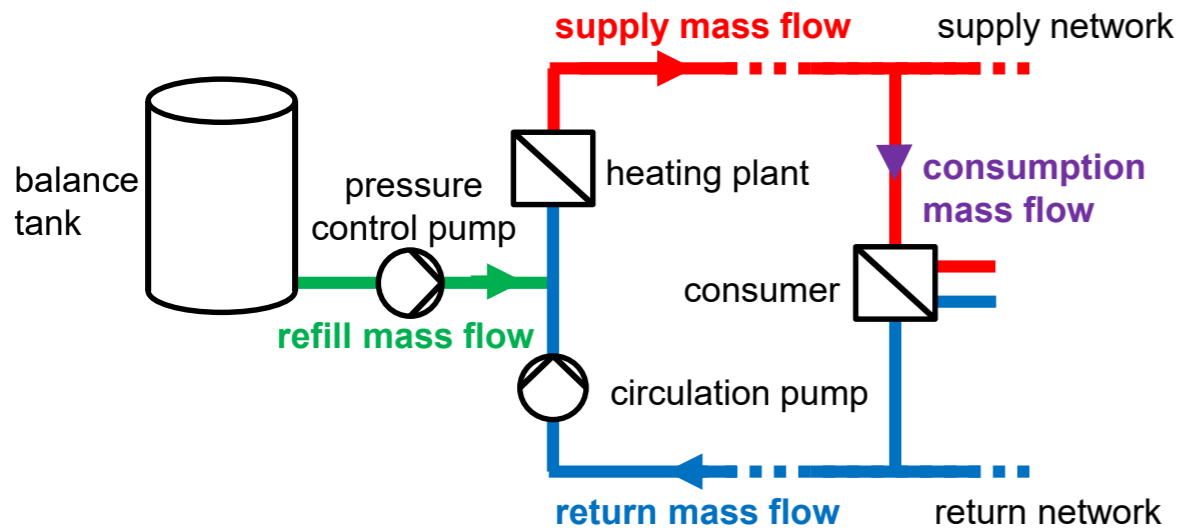 supply mass flow
supply network
balance
tank
pressure
control pump
heating plant
consumption
mass flow
consumer
refill mass flow
circulation pump
return mass flow
return network